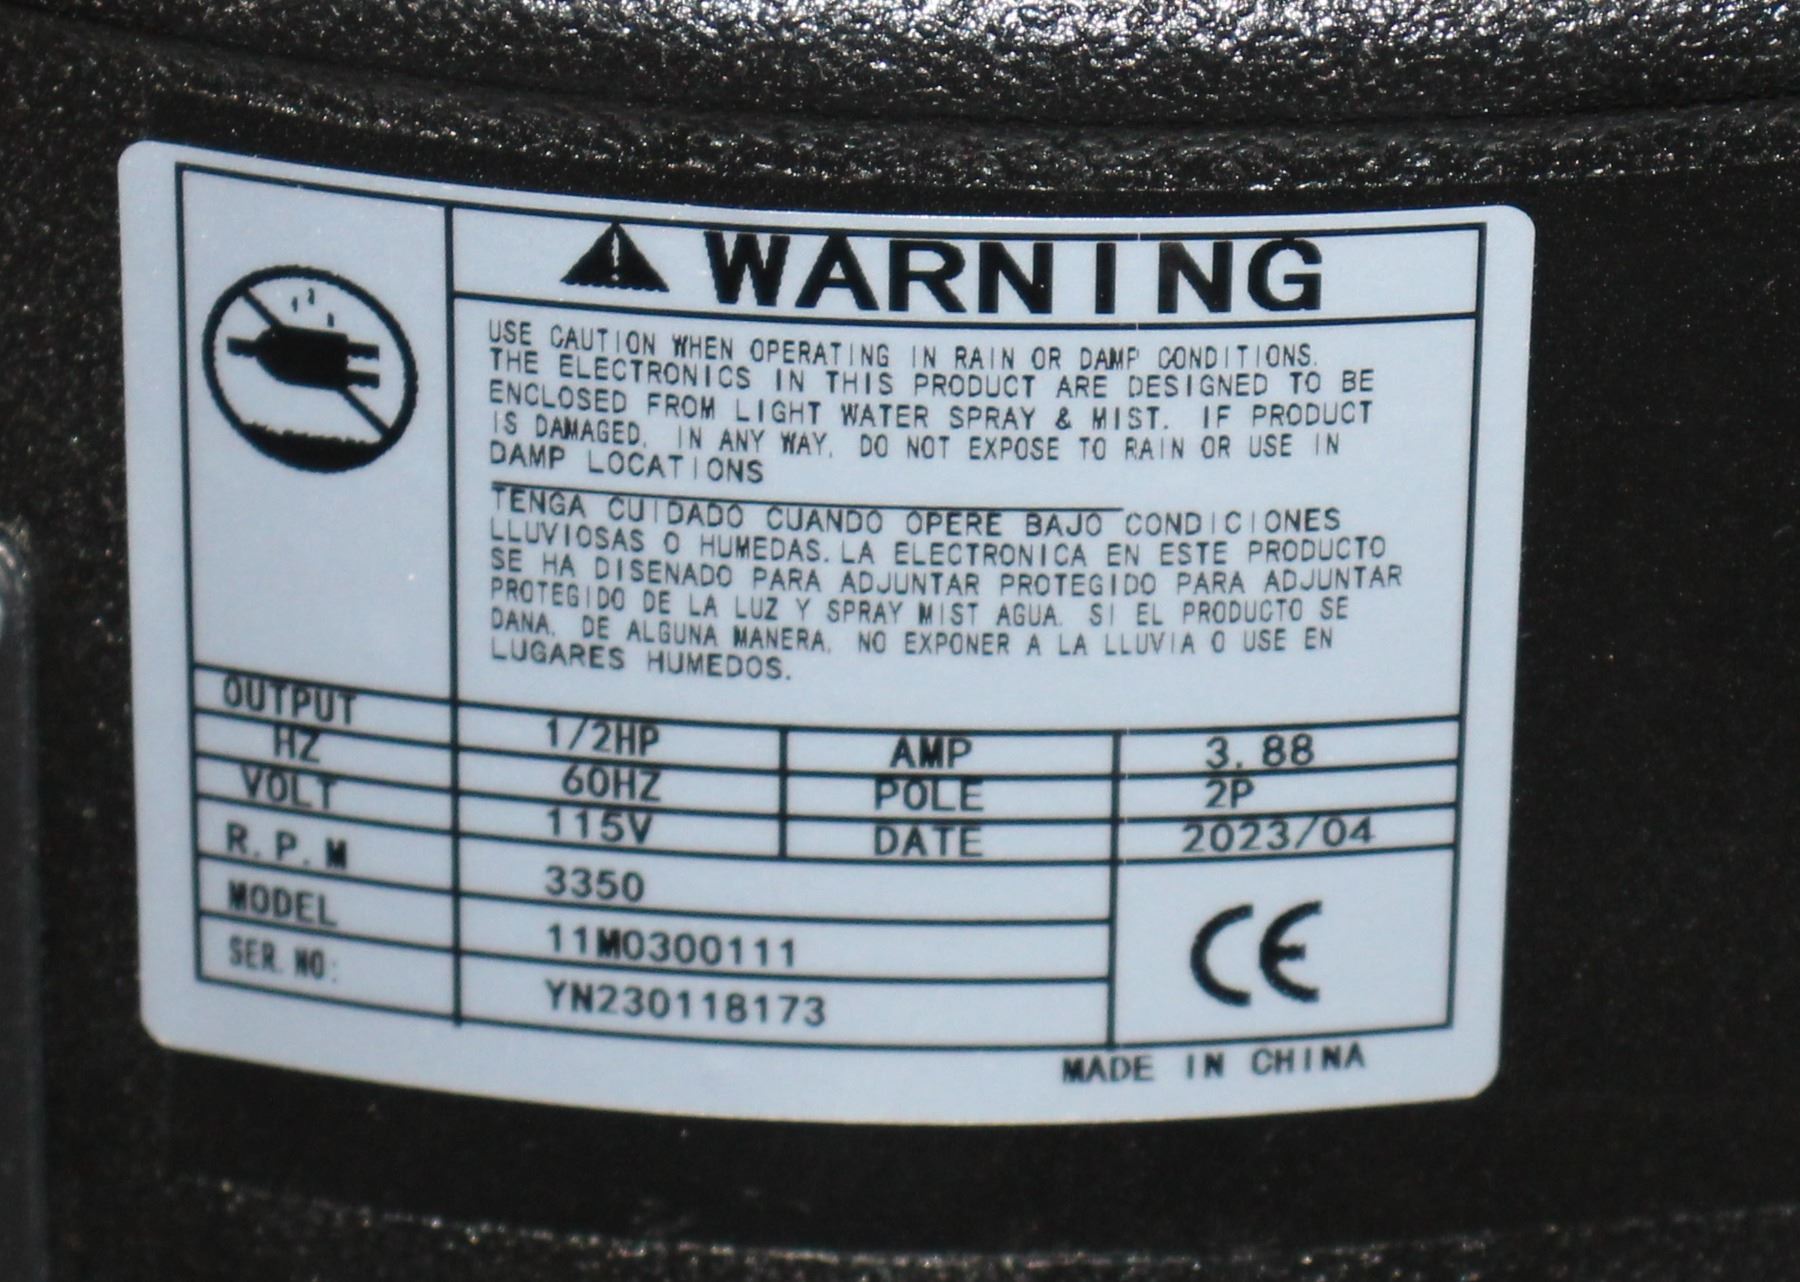 WARNING
USE CAUTION WHEN OPERATING IN RAIN OR DAMP CONDITIONS.
THE ELECTRONICS IN THIS PRODUCT ARE DESIGNED TO BE
ENCLOSED FROM LIGHT WATER SPRAY & MIST. IF PRODUCT
IS DAMAGED, IN ANY WAY, DO NOT EXPOSE TO RAIN OR USE IN
DAMP LOCATIONS
TENGA CUIDADO CUANDO OPERE BAJO CONDICIONES
LLUVIOSAS O HUMEDAS. LA ELECTRONICA EN ESTE PRODUCTO
SE HA DISENADO PARA ADJUNTAR PROTEGIDO PARA ADJUNTAR
PROTEGIDO DE LA LUZ Y SPRAY MIST AGUA. SI EL PRODUCTO SE
DANA, DE ALGUNA MANERA, NO EXPONER A LA LLUVIA O USE EN
LUGARES HUMEDOS.
OUTPUT 1/2HP AMP 3.88
HZ 60HZ POLE 2P
VOLT 115V DATE 2023/04
R.P.M 3350
MODEL 11M0300111
SER.NO: YN230118173
CE
MADE IN CHINA